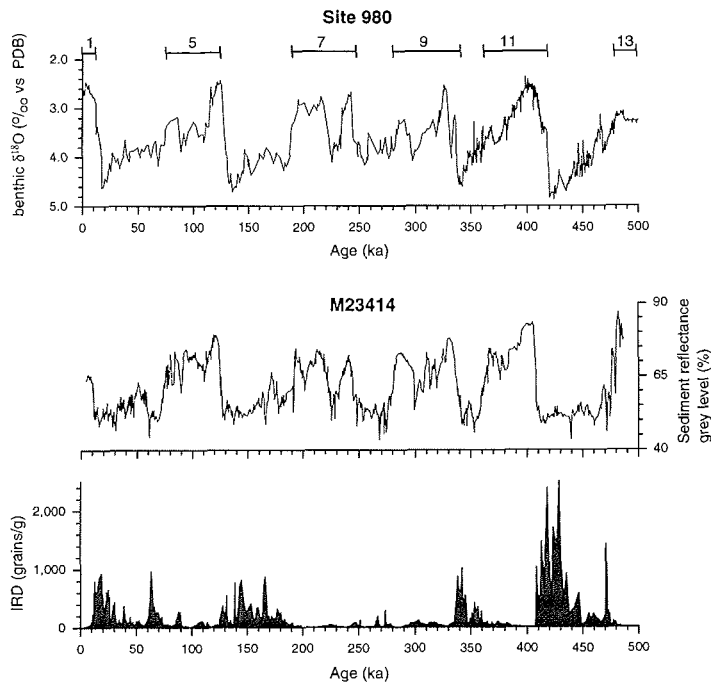 Site 980
1 5 7 9 11 13
2.0
3.0
4.0
5.0
benthic δ18O (o/oo vs PDB)
0 50 100 150 200 250 300 350 400 450 500
Age (ka)
M23414
90
65
40
Sediment reflectance
grey level (%)
2,000
1,000
0
IRD (grains/g)
0 50 100 150 200 250 300 350 400 450 500
Age (ka)